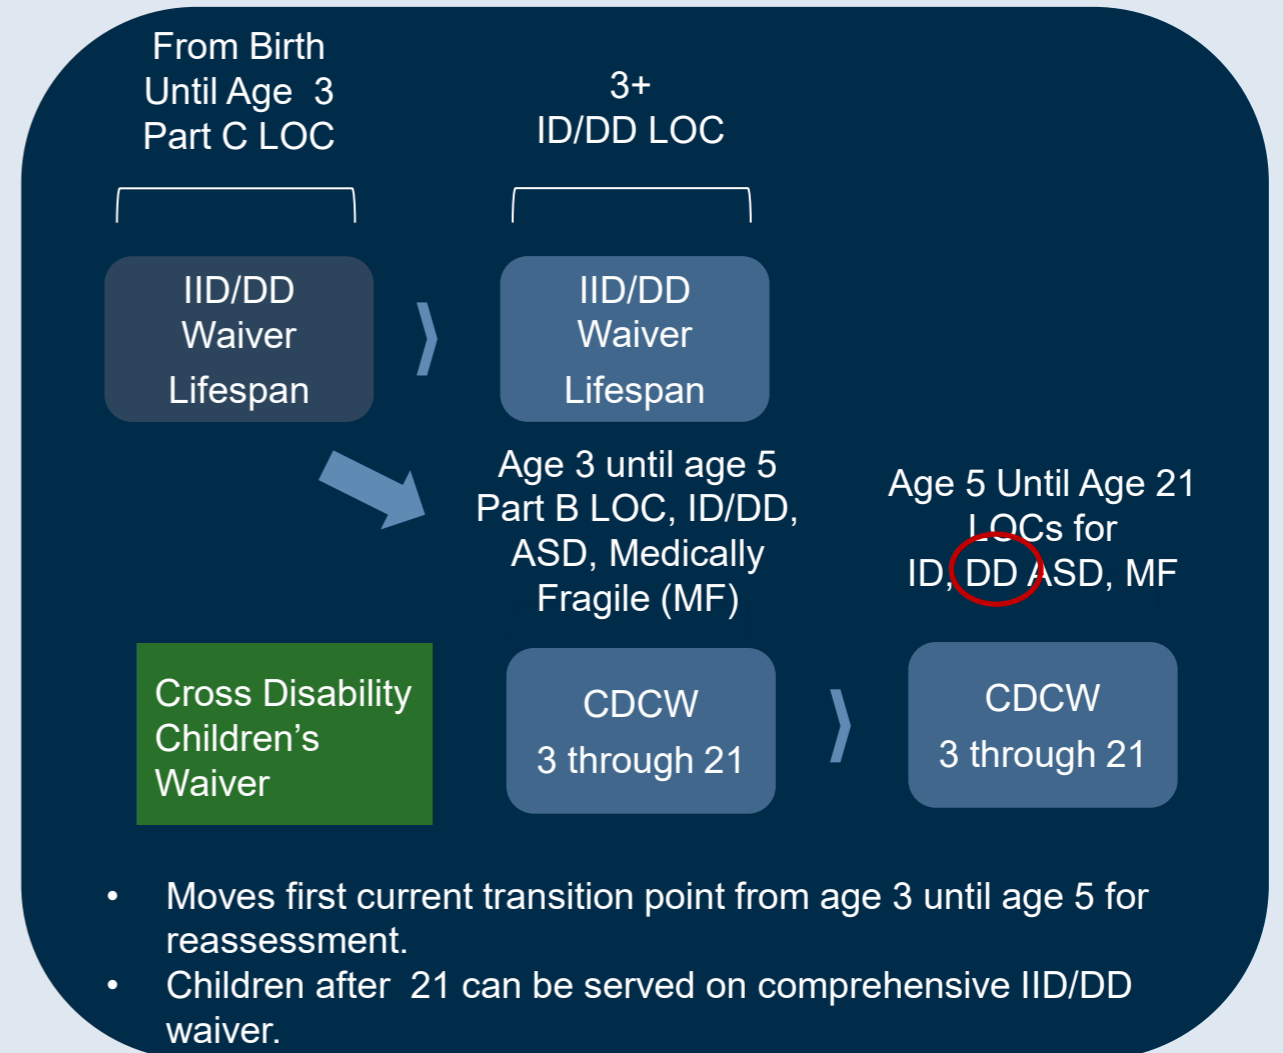 From Birth
Until Age 3
Part C LOC
3+
ID/DD LOC
IID/DD
Waiver
Lifespan
IID/DD
Waiver
Lifespan
Age 3 until age 5
Part B LOC, ID/DD,
ASD, Medically
Fragile (MF)
Age 5 Until Age 21
LOCs for
ID, DD ASD, MF
Cross Disability
Children's
Waiver
CDCW
3 through 21
CDCW
3 through 21
• Moves first current transition point from age 3 until age 5 for
reassessment.
• Children after 21 can be served on comprehensive IID/DD
waiver.